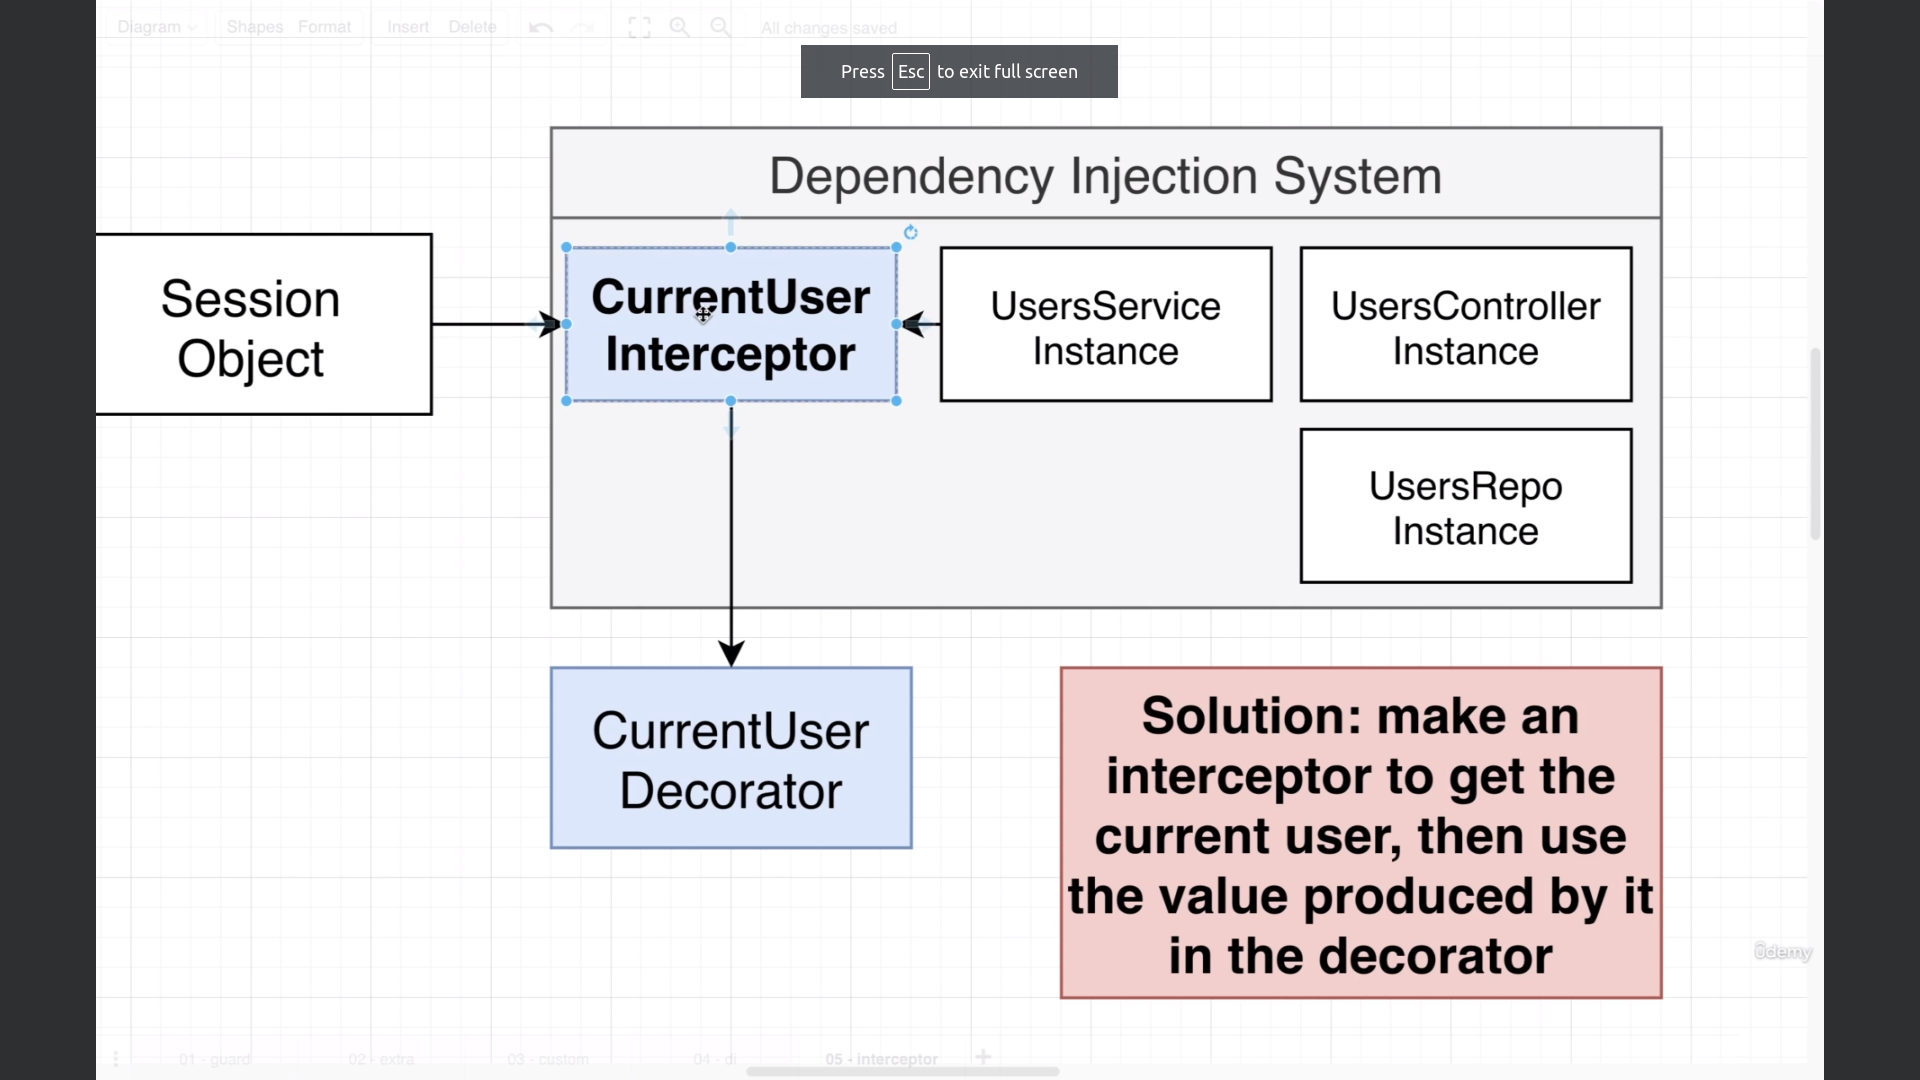 Diagram Shapes Format Insert Delete All changes saved
Press Esc to exit full screen
Dependency Injection System
Session
Object
CurrentUser
Interceptor
UsersService
Instance
UsersController
Instance
UsersRepo
Instance
CurrentUser
Decorator
Solution: make an
interceptor to get the
current user, then use
the value produced by it
in the decorator
ûdemy
01 - guard 02 - extra 03 - custom 04 - di 05 - interceptor